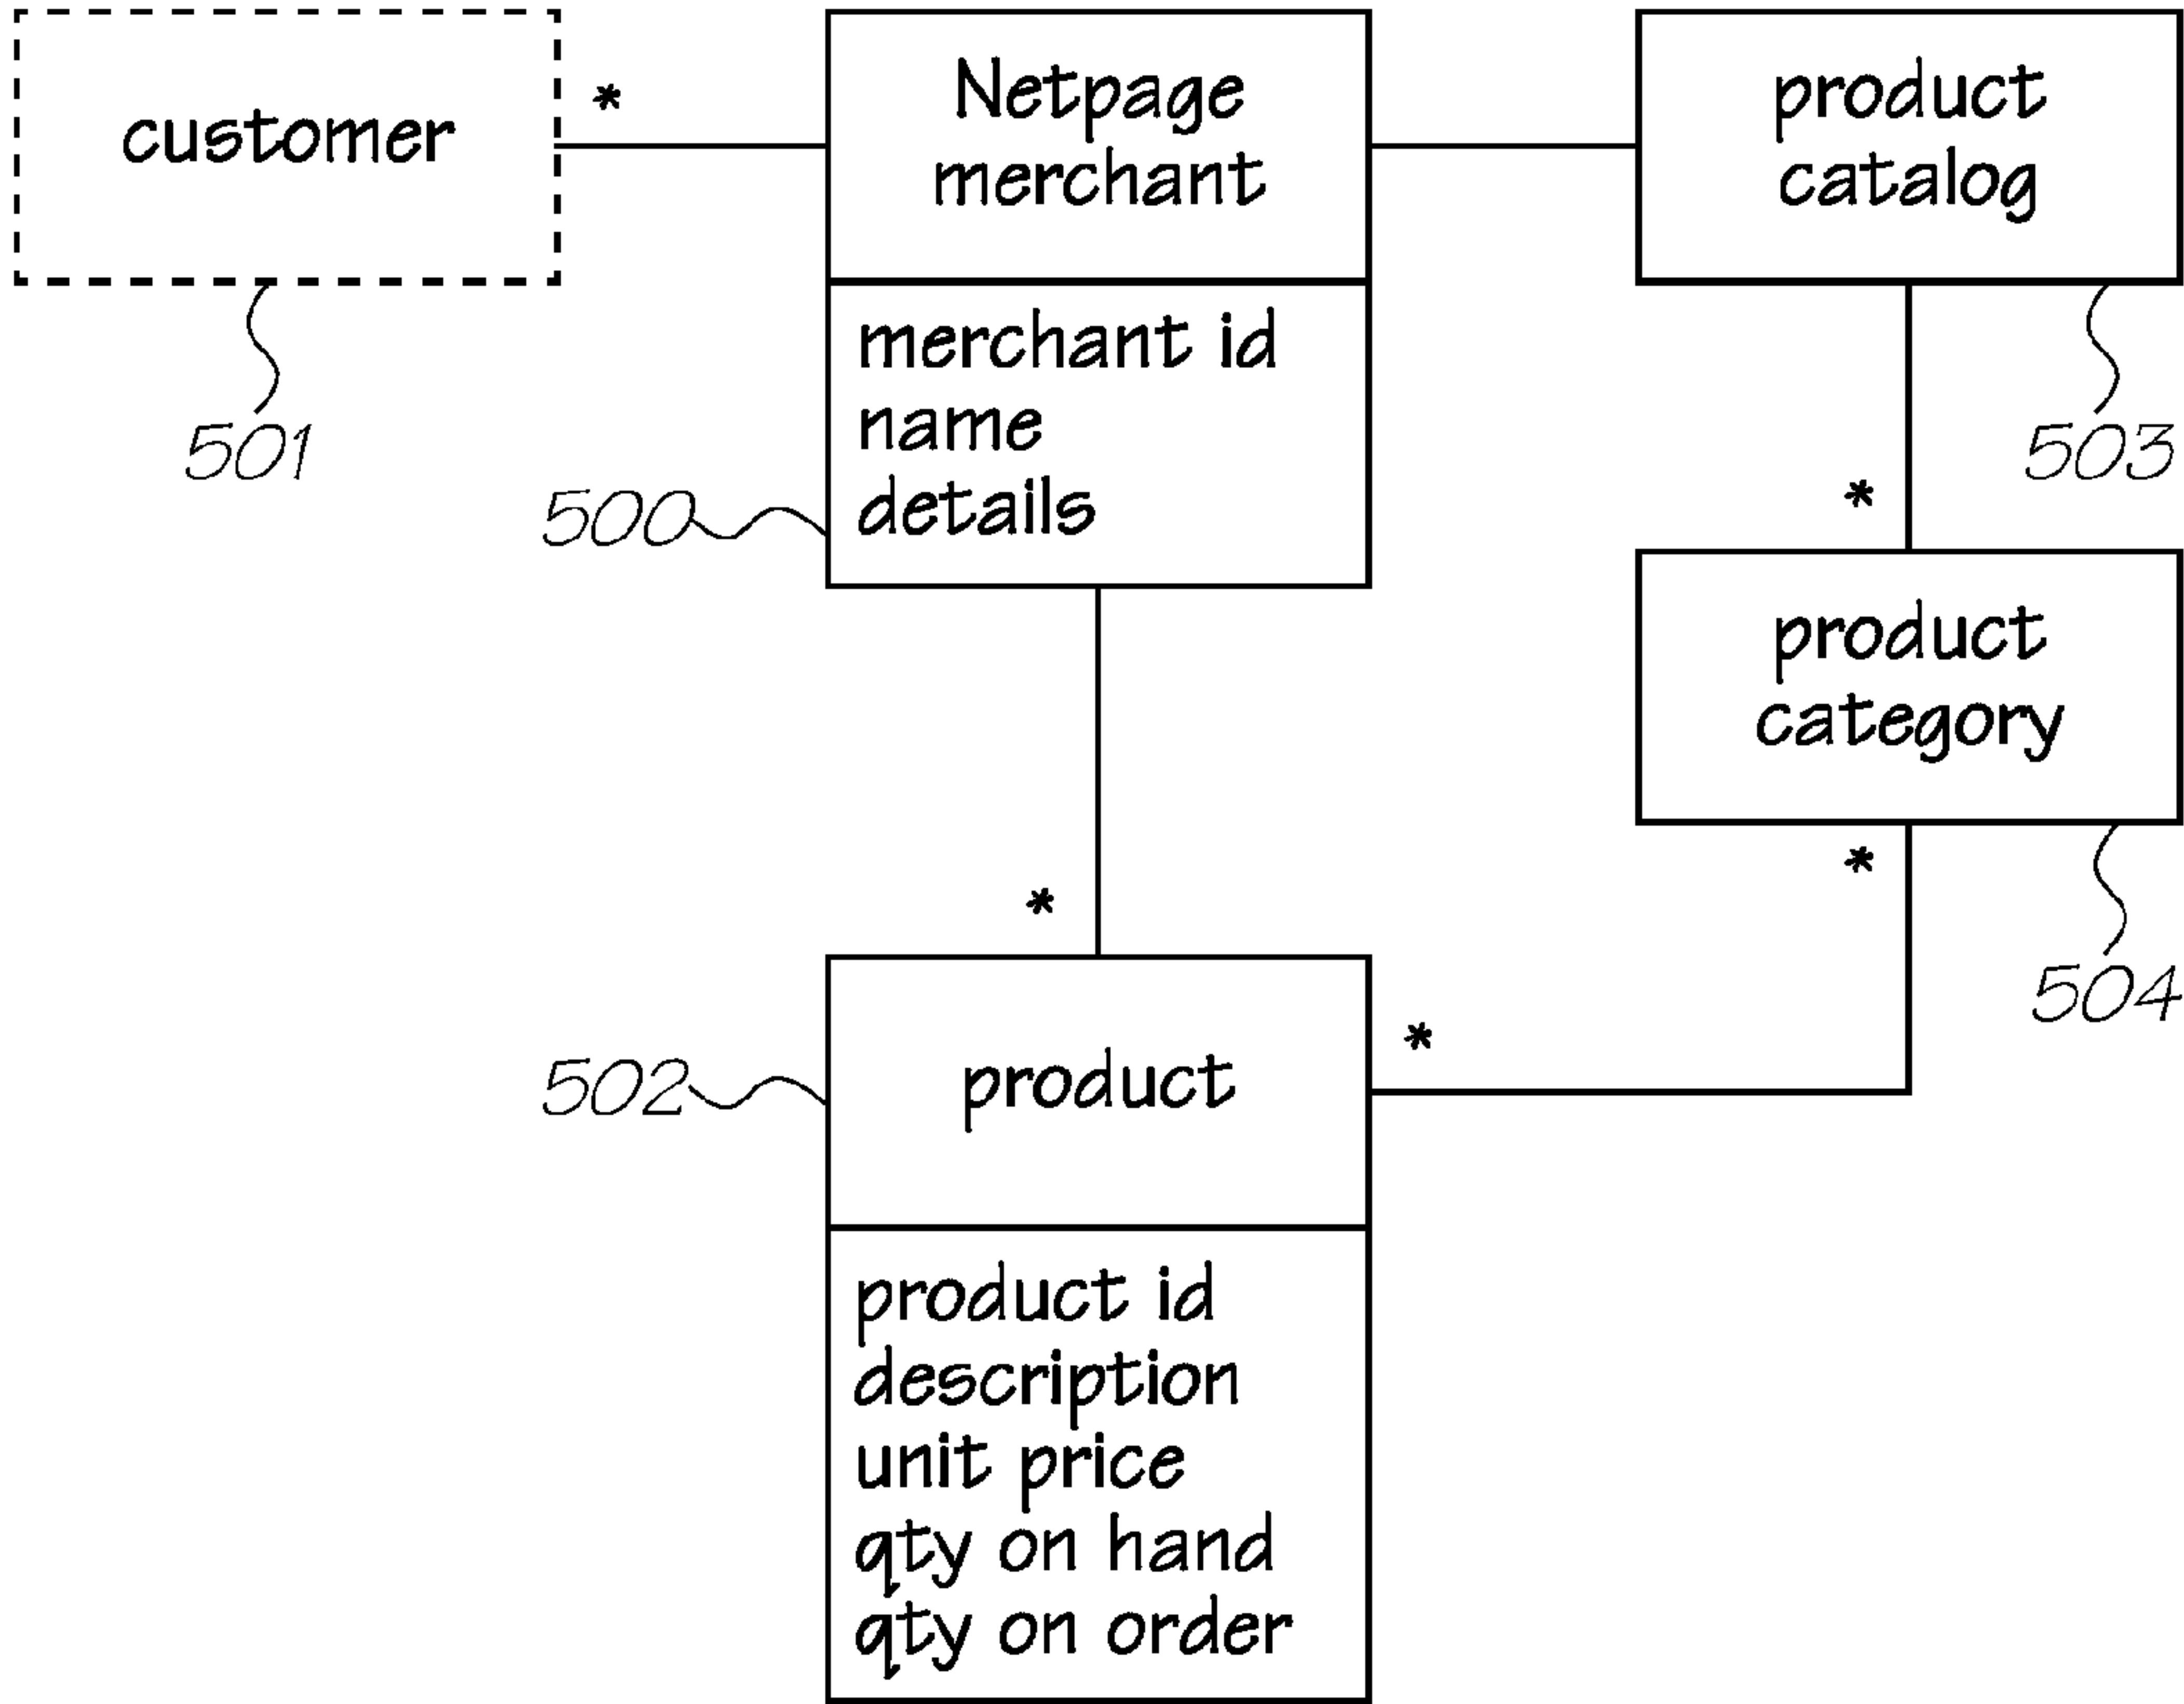 customer
*
Netpage
merchant
product
catalog
merchant id
name
details
501
500
503
*
product
category
*
*
504
502
product
*
product id
description
unit price
qty on hand
qty on order